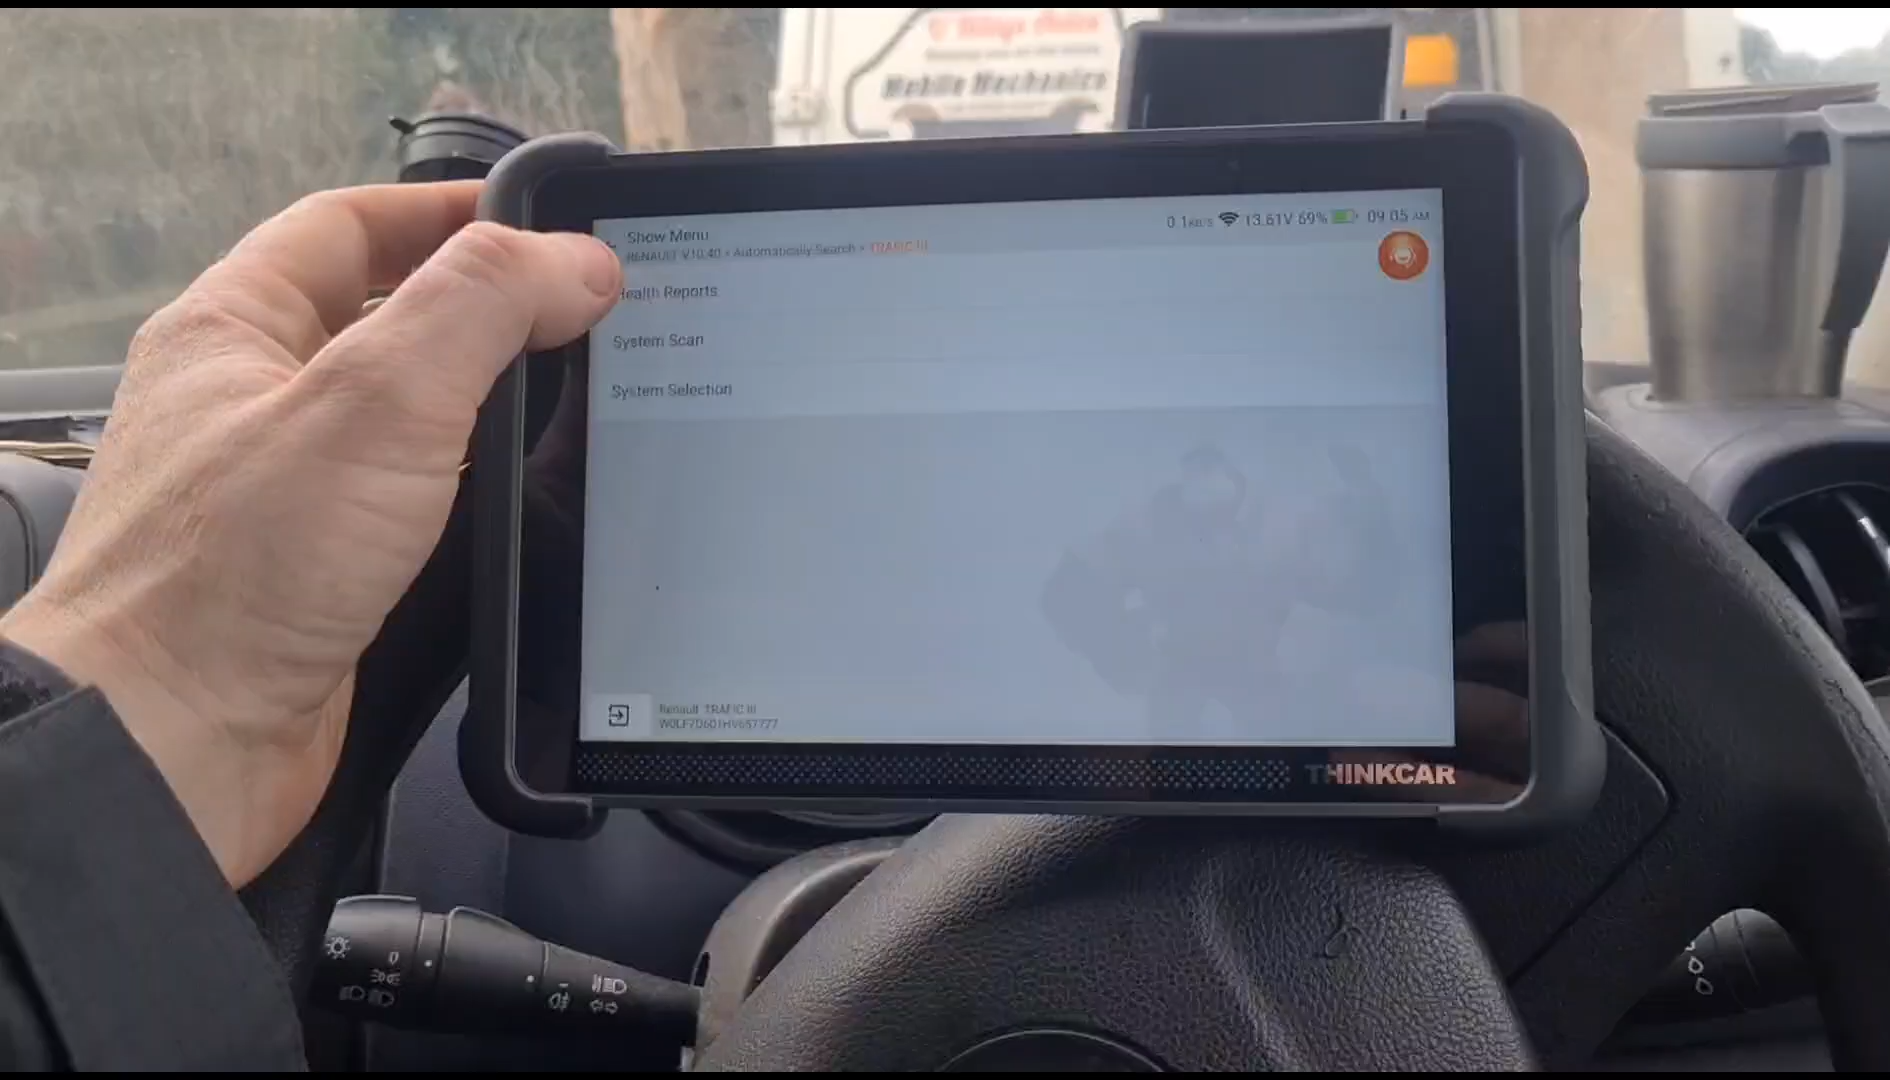 Mobile Mechanics
Show Menu
0.1KB/S 13.61V 69% 09:05 AM
RENAULT V10.40 • Automatically Search • TRAFIC III
Health Reports
System Scan
System Selection
Renault TRAFIC III
THINKCAR